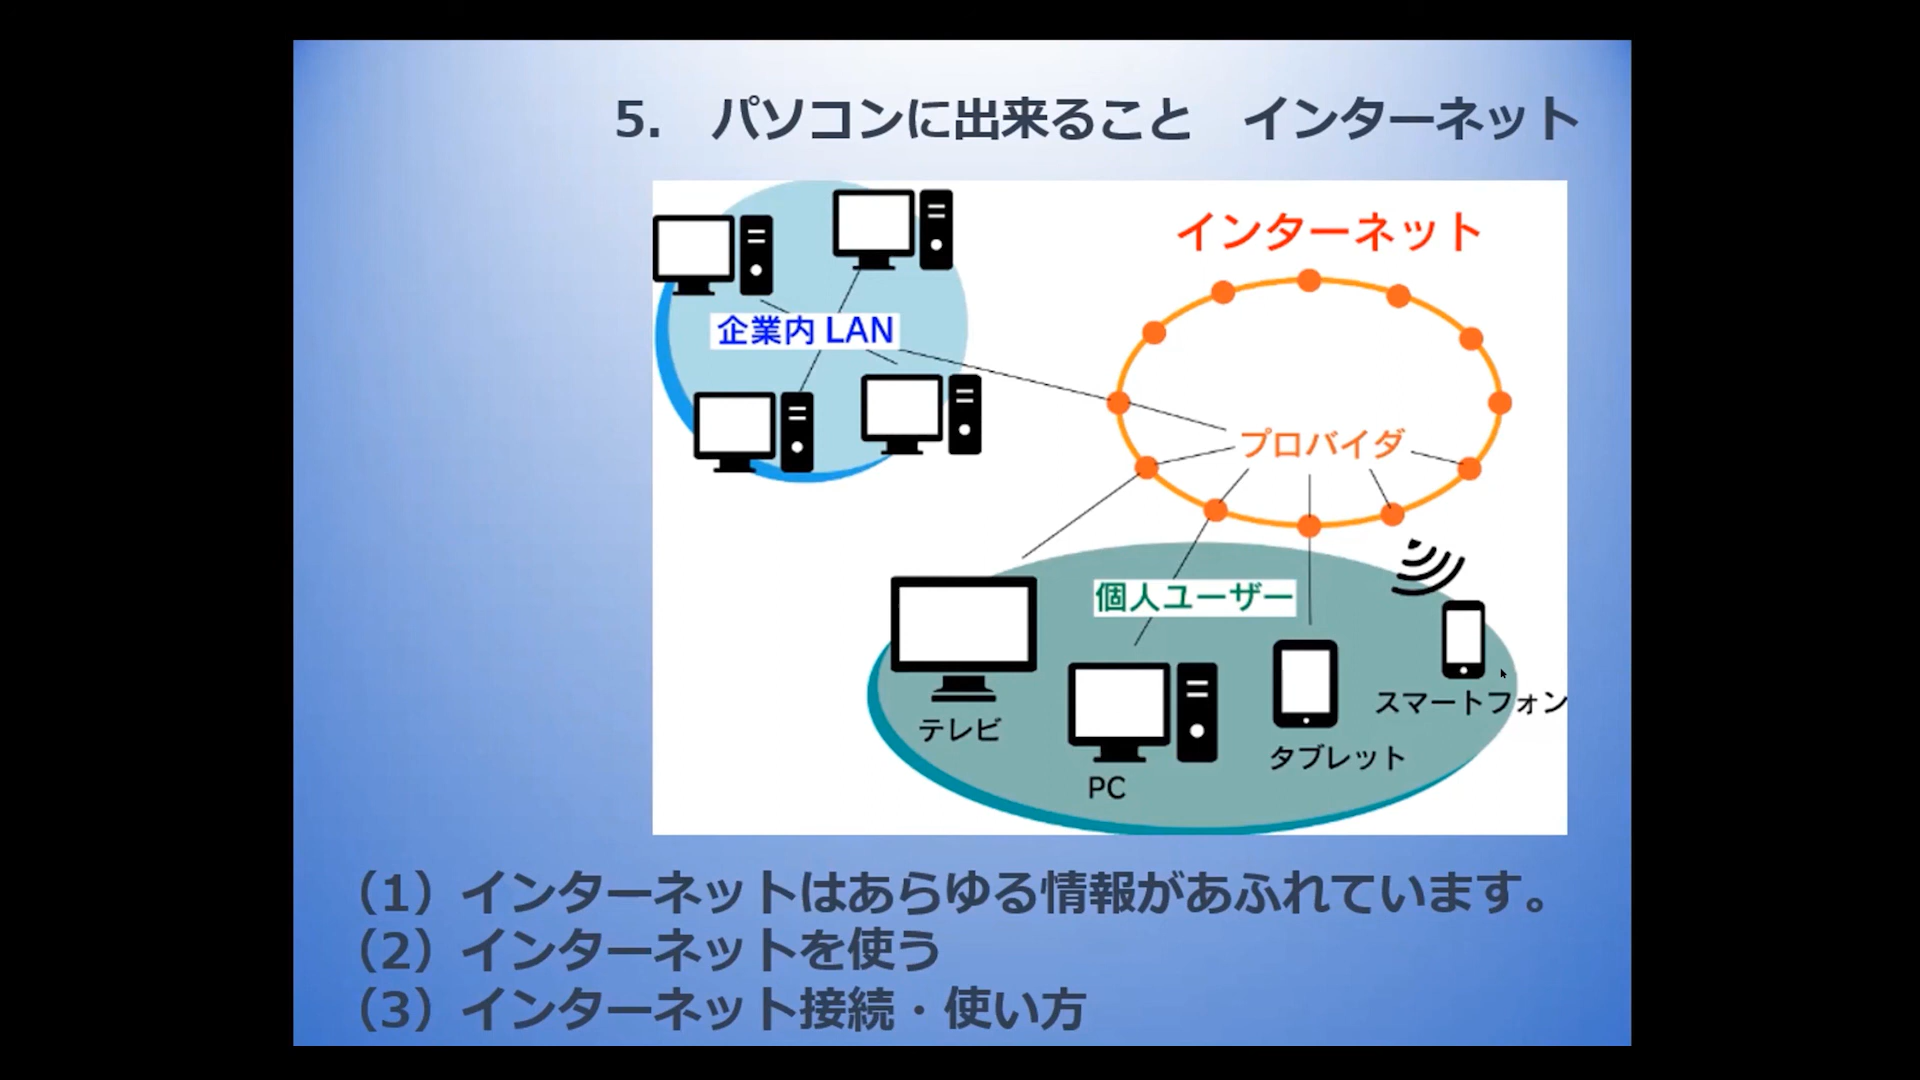 5.　パソコンに出来ること　インターネット
インターネット
企業内 LAN
プロバイダ
個人ユーザー
テレビ
PC
タブレット
スマートフォン
（1）インターネットはあらゆる情報があふれています。
（2）インターネットを使う
（3）インターネット接続・使い方